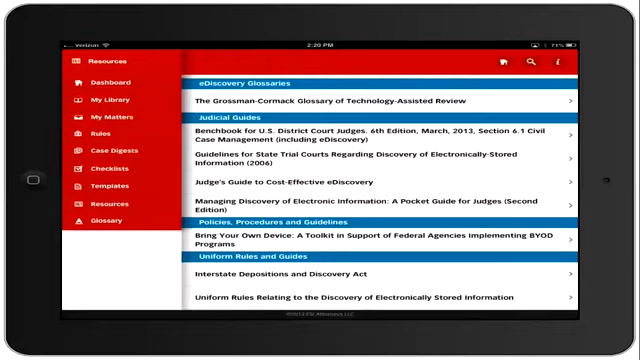 Verizon 2:20 PM 71%
Resources
Dashboard
My Library
My Matters
Rules
Case Digests
Checklists
Templates
Resources
Glossary
eDiscovery Glossaries
The Grossman-Cormack Glossary of Technology-Assisted Review
Judicial Guides
Benchbook for U.S. District Court Judges. 6th Edition, March, 2013, Section 6.1 Civil
Case Management (including eDiscovery)
Guidelines for State Trial Courts Regarding Discovery of Electronically-Stored
Information (2006)
Judge's Guide to Cost-Effective eDiscovery
Managing Discovery of Electronic Information: A Pocket Guide for Judges (Second
Edition)
Policies, Procedures and Guidelines
Bring Your Own Device: A Toolkit in Support of Federal Agencies Implementing BYOD
Programs
Uniform Rules and Guides
Interstate Depositions and Discovery Act
Uniform Rules Relating to the Discovery of Electronically Stored Information
©2013 ESI Attorneys LLC